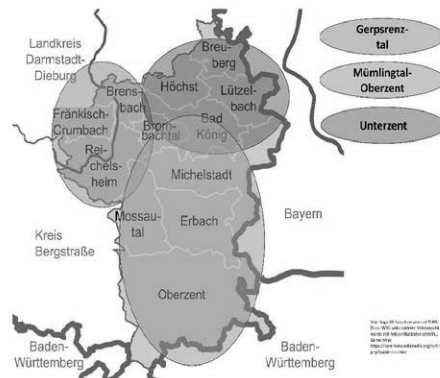 Landkreis
Darmstadt-
Dieburg
Breu-
berg
Höchst
Lützel-
bach
Brens-
bach
Fränkisch-
Crumbach
Bad
König
Brom-
bachtal
Rei-
chels-
heim
Michelstadt
Mossau-
tal
Erbach
Bayern
Kreis
Bergstraße
Oberzent
Baden-
Württemberg
Baden-
Württemberg
Gerpsrenz-
tal
Mümlingtal-
Oberzent
Unterzent